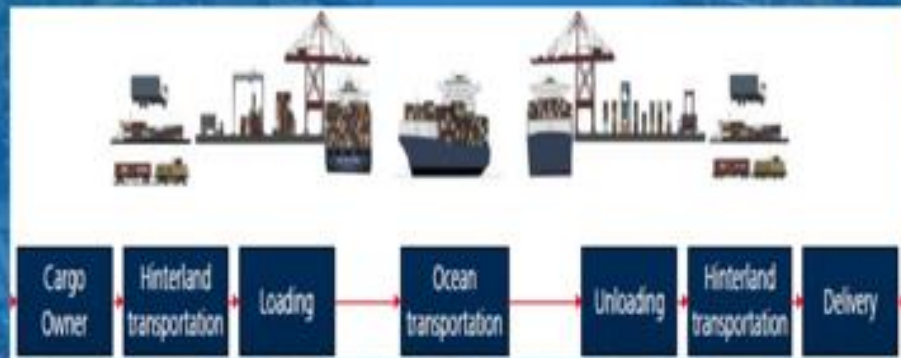 Cargo
Owner
Hinterland
transportation
Loading
Ocean
transportation
Unloading
Hinterland
transportation
Delivery